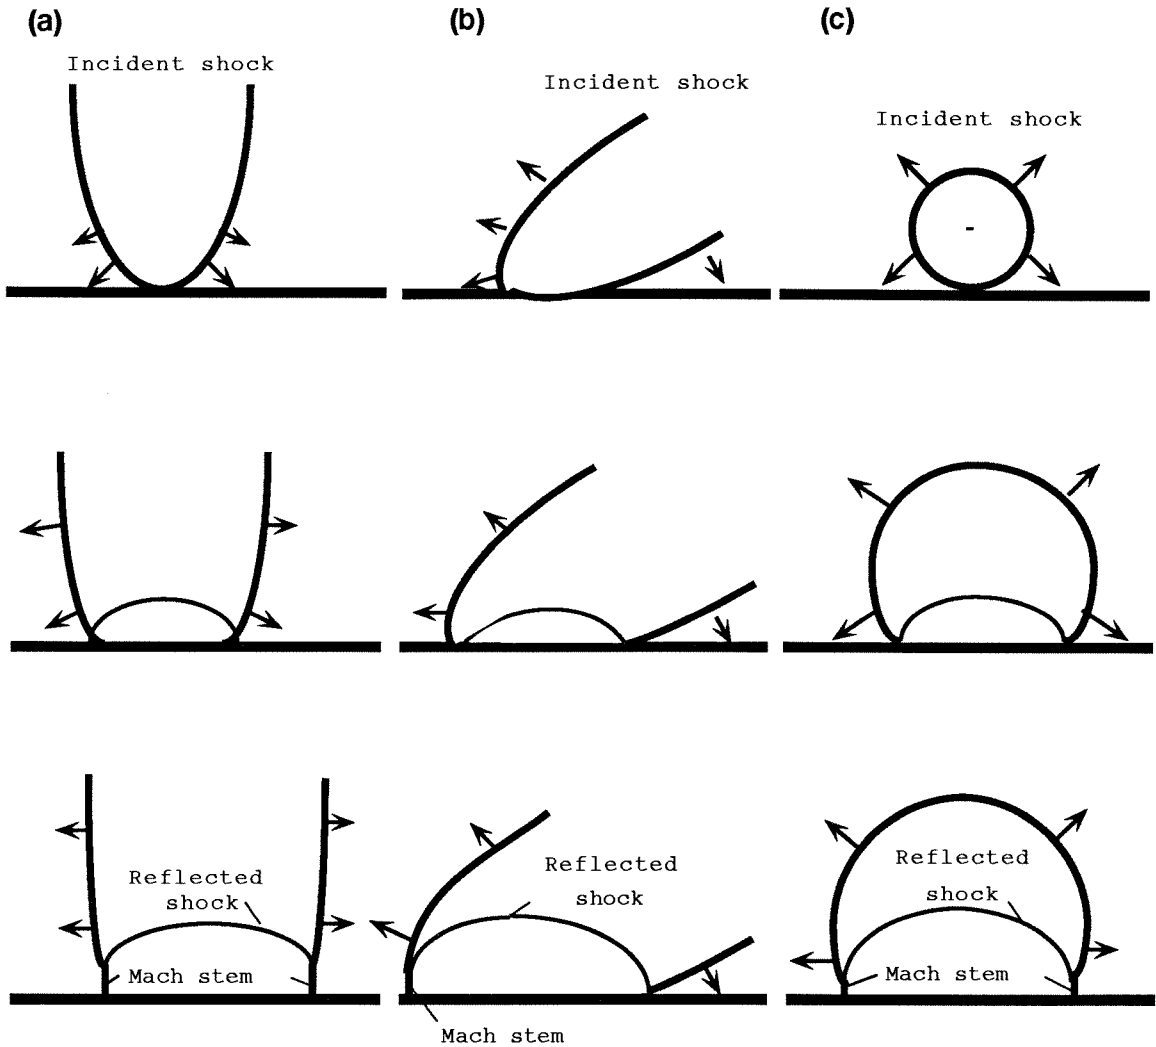 (a)
(b)
(c)
Incident shock
Incident shock
Incident shock
Reflected
shock
Mach stem
Reflected
shock
Mach stem
Reflected
shock
Mach stem